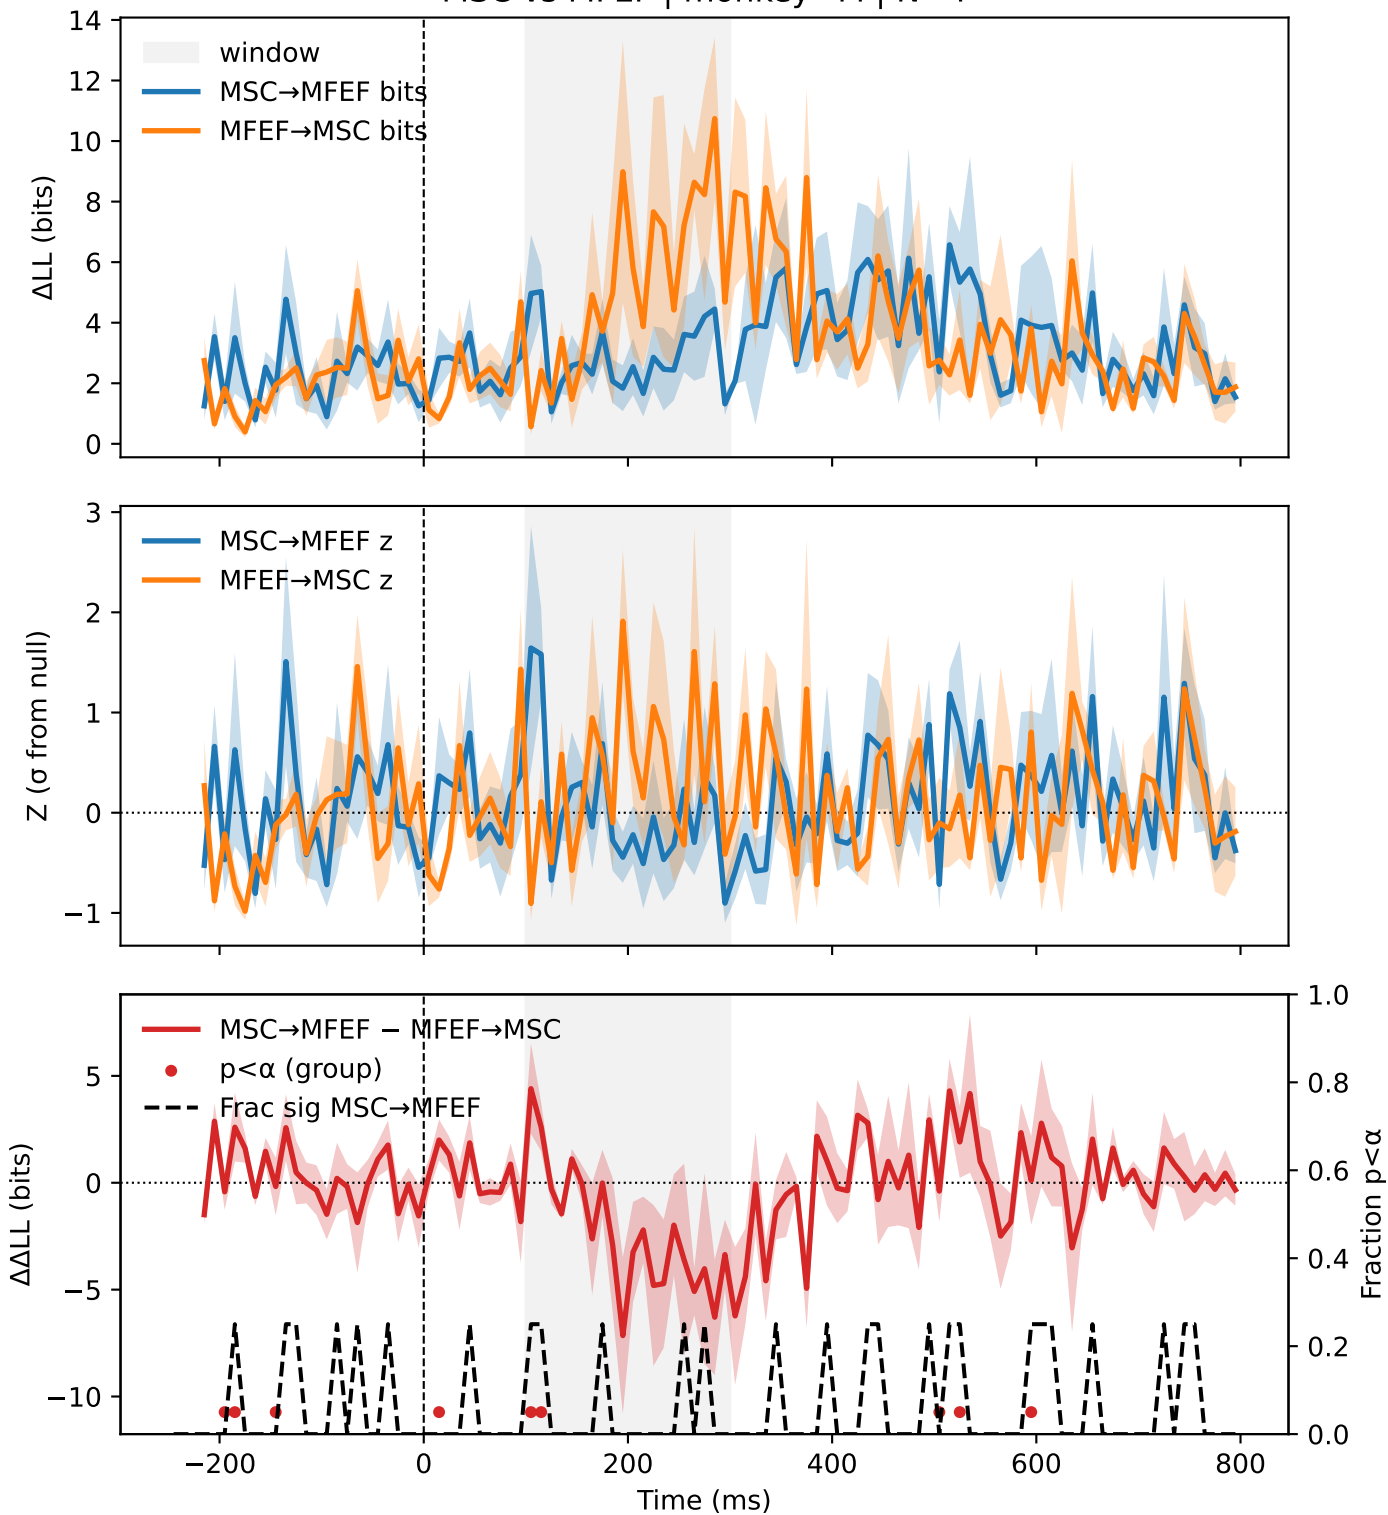 14
12
10
8
6
4
2
0
ΔLL (bits)
window
MSC→MFEF bits
MFEF→MSC bits
3
2
1
0
−1
Z (σ from null)
MSC→MFEF z
MFEF→MSC z
5
0
−5
−10
ΔΔLL (bits)
MSC→MFEF − MFEF→MSC
p<α (group)
Frac sig MSC→MFEF
1.0
0.8
0.6
0.4
0.2
0.0
Fraction p<α
−200
0
200
400
600
800
Time (ms)